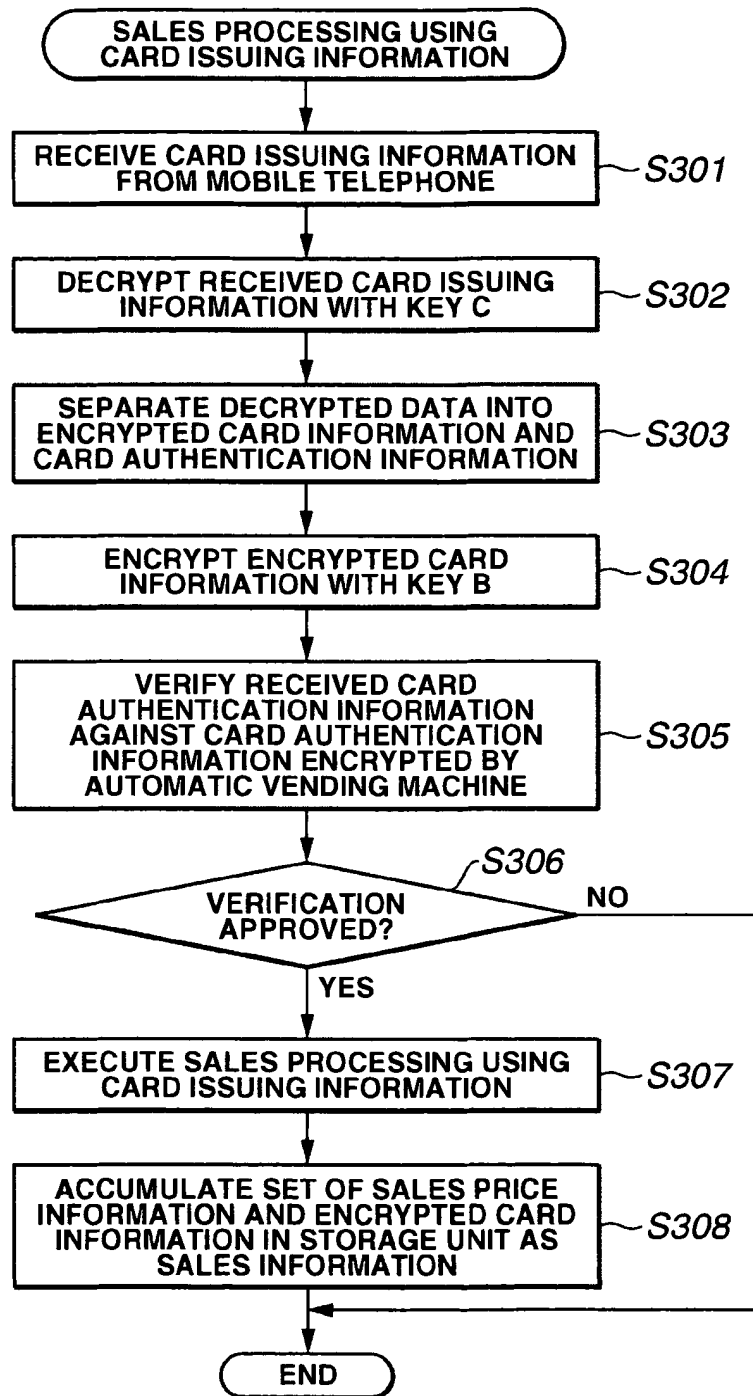 SALES PROCESSING USING
CARD ISSUING INFORMATION
RECEIVE CARD ISSUING INFORMATION
FROM MOBILE TELEPHONE
S301
DECRYPT RECEIVED CARD ISSUING
INFORMATION WITH KEY C
S302
SEPARATE DECRYPTED DATA INTO
ENCRYPTED CARD INFORMATION AND
CARD AUTHENTICATION INFORMATION
S303
ENCRYPT ENCRYPTED CARD
INFORMATION WITH KEY B
S304
VERIFY RECEIVED CARD
AUTHENTICATION INFORMATION
AGAINST CARD AUTHENTICATION
INFORMATION ENCRYPTED BY
AUTOMATIC VENDING MACHINE
S305
S306
VERIFICATION
APPROVED?
NO
YES
EXECUTE SALES PROCESSING USING
CARD ISSUING INFORMATION
S307
ACCUMULATE SET OF SALES PRICE
INFORMATION AND ENCRYPTED CARD
INFORMATION IN STORAGE UNIT AS
SALES INFORMATION
S308
END